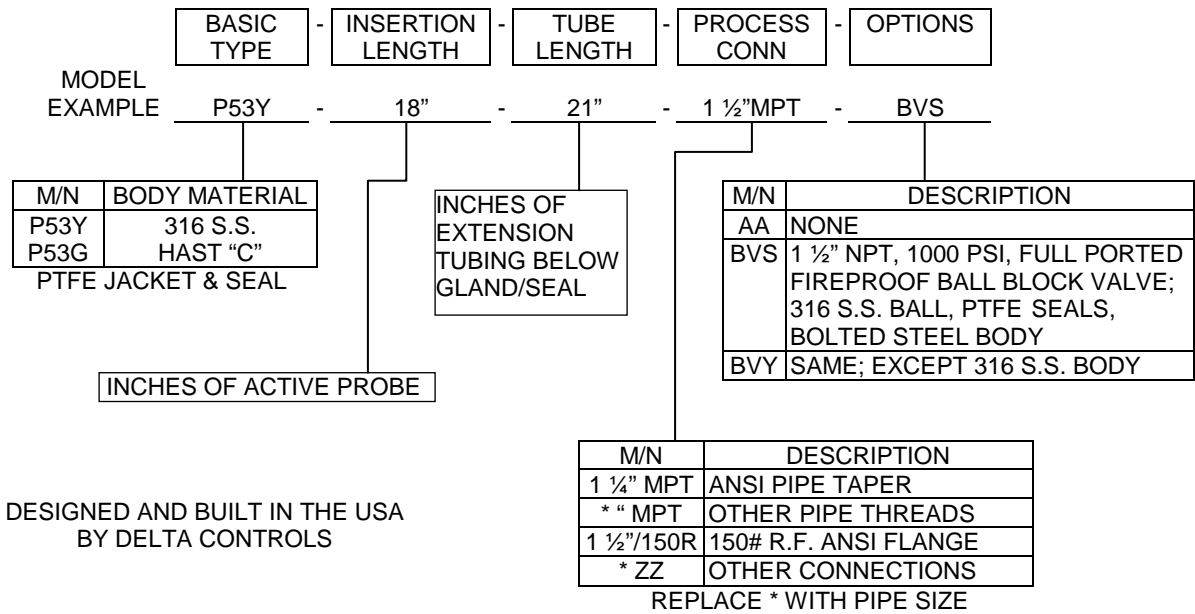 BASIC TYPE - INSERTION LENGTH - TUBE LENGTH - PROCESS CONN - OPTIONS
MODEL
EXAMPLE P53Y - 18” - 21” - 1 ½”MPT - BVS
M/N BODY MATERIAL
P53Y 316 S.S.
P53G HAST “C”
PTFE JACKET & SEAL
INCHES OF ACTIVE PROBE
INCHES OF
EXTENSION
TUBING BELOW
GLAND/SEAL
M/N DESCRIPTION
AA NONE
BVS 1 ½” NPT, 1000 PSI, FULL PORTED
FIREPROOF BALL BLOCK VALVE;
316 S.S. BALL, PTFE SEALS,
BOLTED STEEL BODY
BVY SAME; EXCEPT 316 S.S. BODY
M/N DESCRIPTION
1 ¼” MPT ANSI PIPE TAPER
* “ MPT OTHER PIPE THREADS
1 ½”/150R 150# R.F. ANSI FLANGE
* ZZ OTHER CONNECTIONS
REPLACE * WITH PIPE SIZE
DESIGNED AND BUILT IN THE USA
BY DELTA CONTROLS